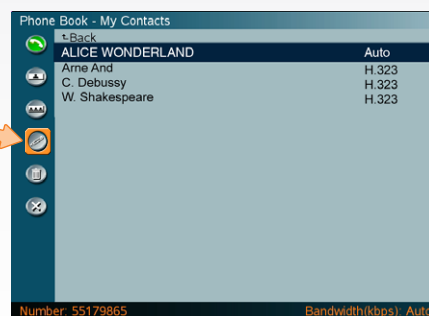 Phone Book - My Contacts
Back
ALICE WONDERLAND Auto
Arne And H.323
C. Debussy H.323
W. Shakespeare H.323
Number: 55179865 Bandwidth(kbps): Auto